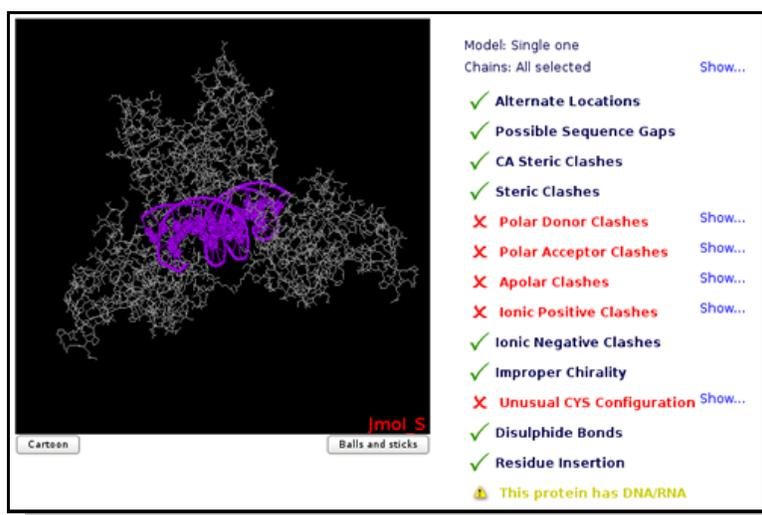 Model: Single one
Chains: All selected Show...
Alternate Locations
Possible Sequence Gaps
CA Steric Clashes
Steric Clashes
Polar Donor Clashes Show...
Polar Acceptor Clashes Show...
Apolar Clashes Show...
Ionic Positive Clashes Show...
Ionic Negative Clashes
Improper Chirality
Unusual CYS Configuration Show...
Disulphide Bonds
Residue Insertion
This protein has DNA/RNA
Jmol_S
Cartoon Balls and sticks